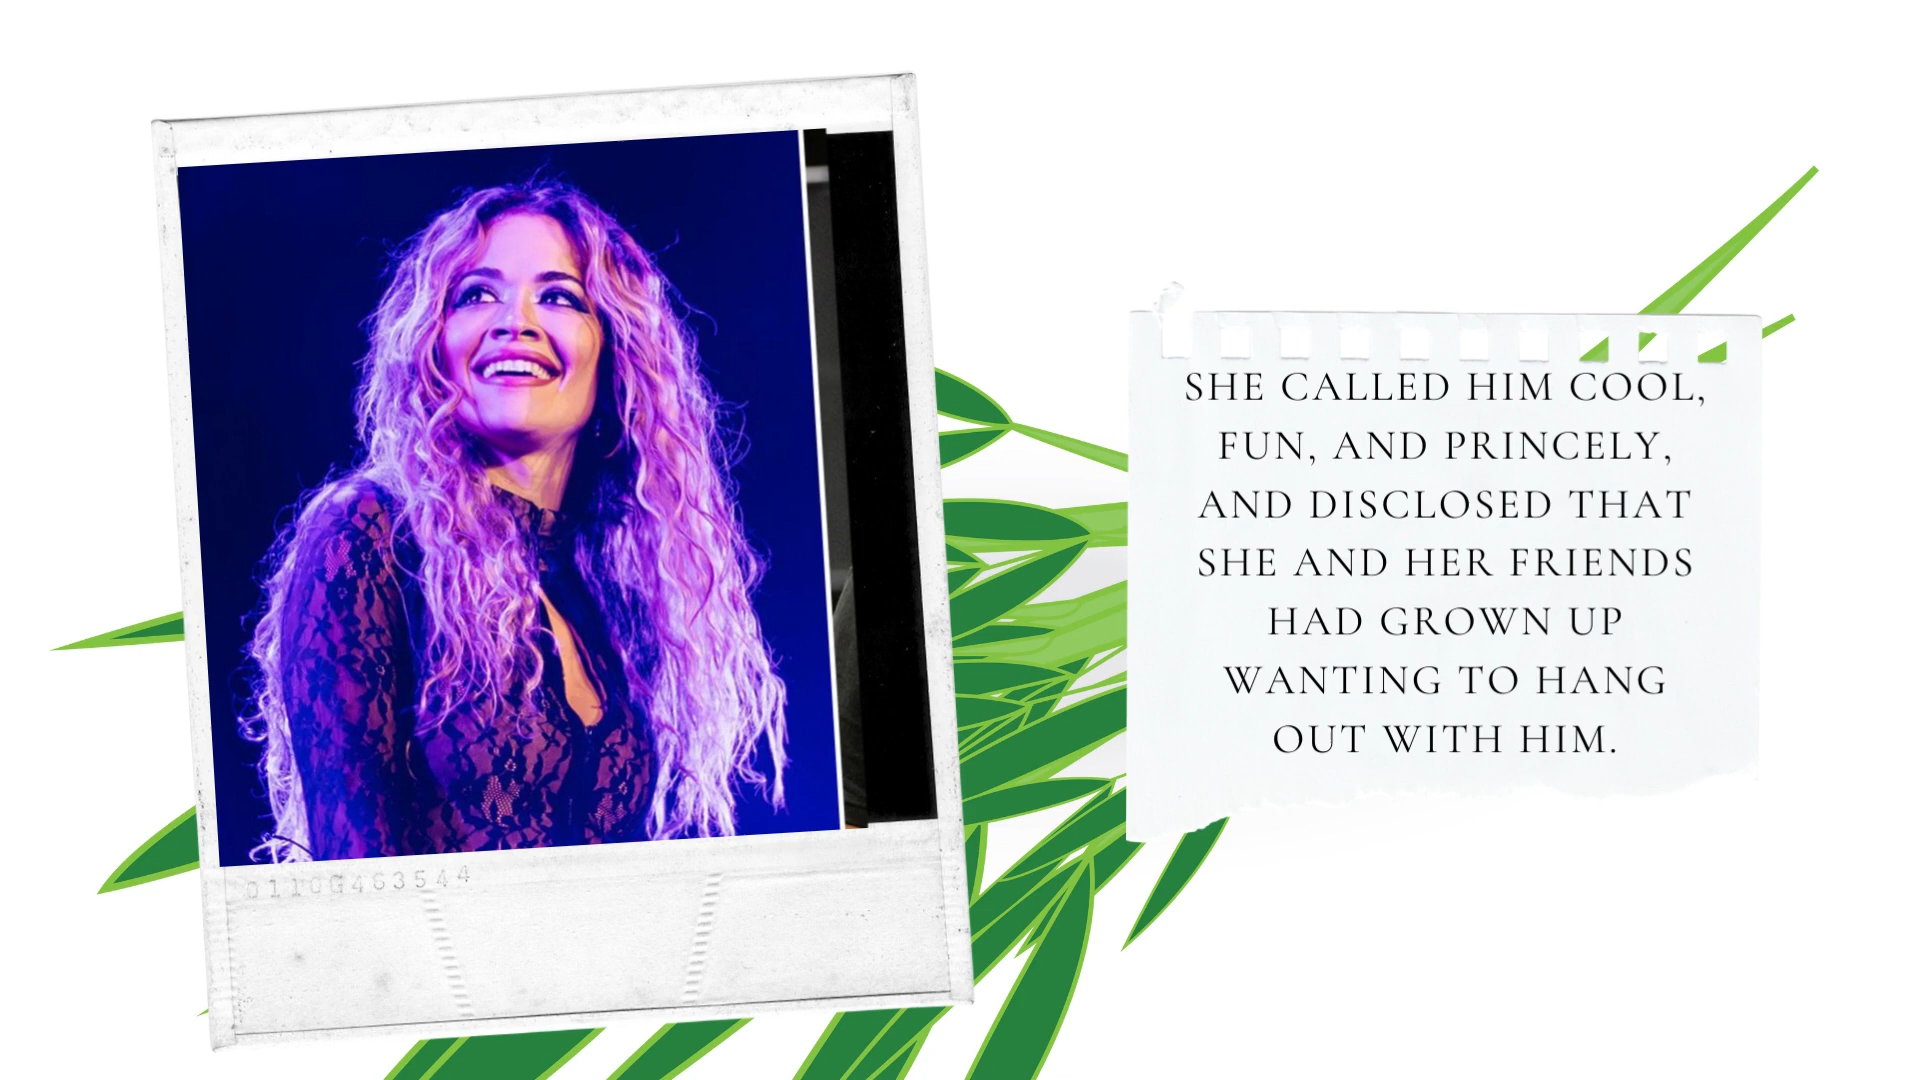 0110G463544
SHE CALLED HIM COOL,
FUN, AND PRINCELY,
AND DISCLOSED THAT
SHE AND HER FRIENDS
HAD GROWN UP
WANTING TO HANG
OUT WITH HIM.